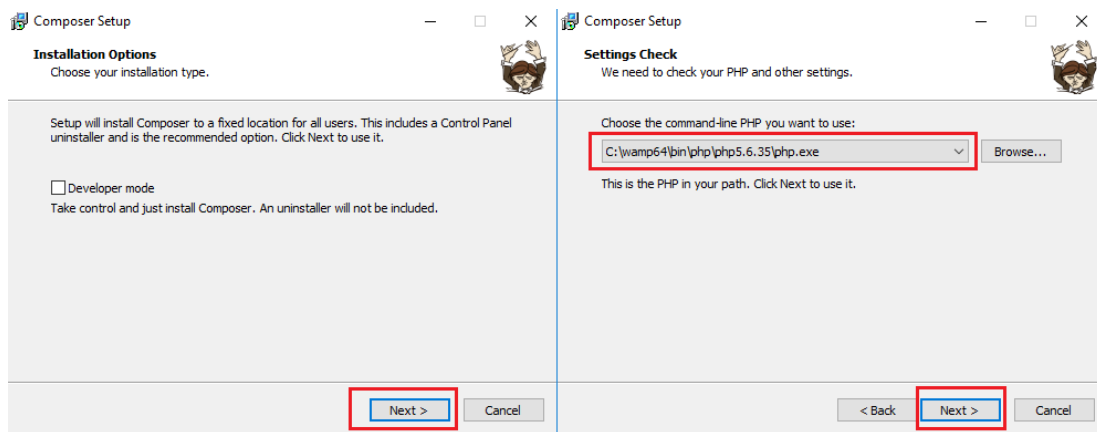 Composer Setup
Installation Options
Choose your installation type.
Setup will install Composer to a fixed location for all users. This includes a Control Panel
uninstaller and is the recommended option. Click Next to use it.
Developer mode
Take control and just install Composer. An uninstaller will not be included.
Next >
Cancel
Composer Setup
Settings Check
We need to check your PHP and other settings.
Choose the command-line PHP you want to use:
C:\wamp64\bin\php\php5.6.35\php.exe
Browse...
This is the PHP in your path. Click Next to use it.
< Back
Next >
Cancel